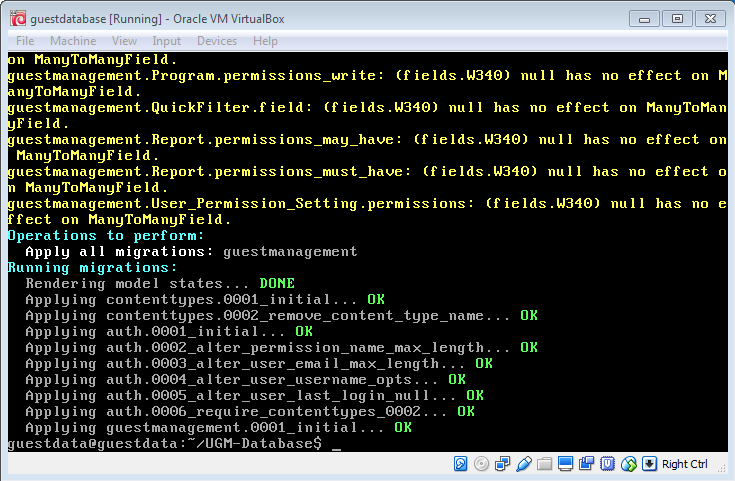 guestdatabase [Running] - Oracle VM VirtualBox
File Machine View Input Devices Help
on ManyToManyField.
guestmanagement.Program.permissions_write: (fields.W340) null has no effect on M
anyToManyField.
guestmanagement.QuickFilter.field: (fields.W340) null has no effect on ManyToMan
yField.
guestmanagement.Report.permissions_may_have: (fields.W340) null has no effect on
 ManyToManyField.
guestmanagement.Report.permissions_must_have: (fields.W340) null has no effect o
n ManyToManyField.
guestmanagement.User_Permission_Setting.permissions: (fields.W340) null has no e
ffect on ManyToManyField.
Operations to perform:
  Apply all migrations: guestmanagement
Running migrations:
  Rendering model states... DONE
  Applying contenttypes.0001_initial... OK
  Applying contenttypes.0002_remove_content_type_name... OK
  Applying auth.0001_initial... OK
  Applying auth.0002_alter_permission_name_max_length... OK
  Applying auth.0003_alter_user_email_max_length... OK
  Applying auth.0004_alter_user_username_opts... OK
  Applying auth.0005_alter_user_last_login_null... OK
  Applying auth.0006_require_contenttypes_0002... OK
  Applying guestmanagement.0001_initial... OK
guestdata@guestdata:~/UGM-Database$ _
Right Ctrl